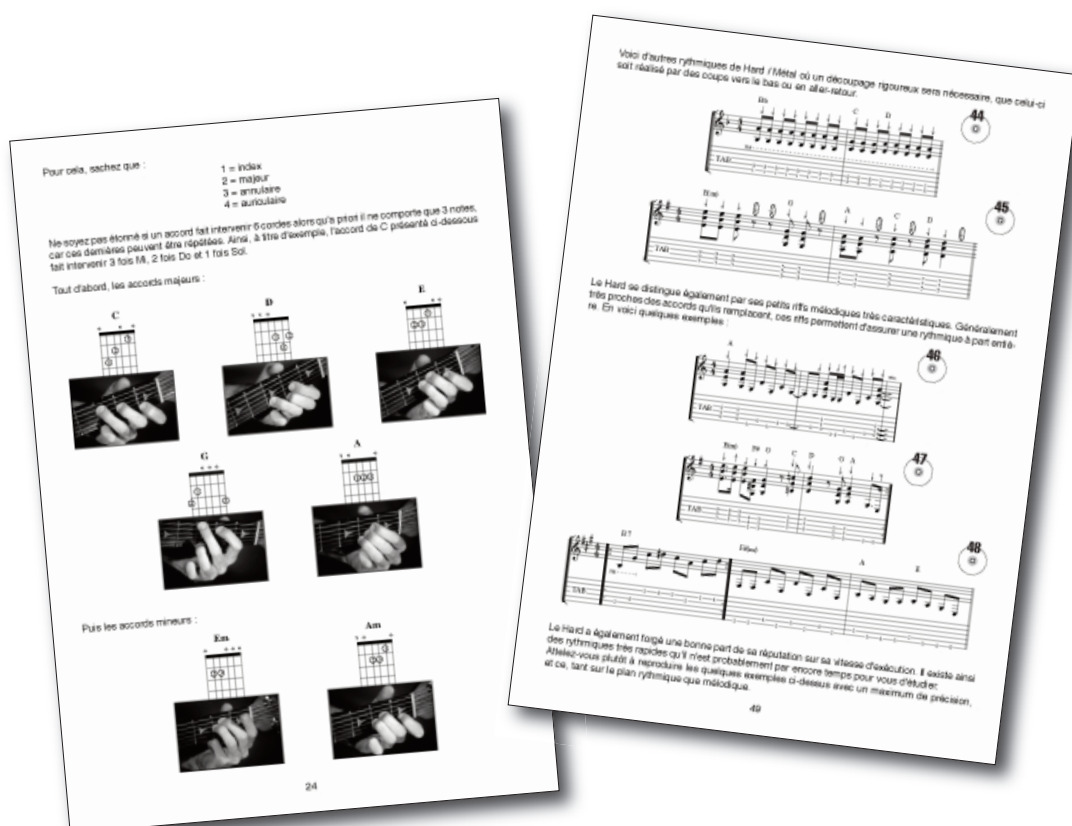 Pour cela, sachez que :
1 = index
2 = majeur
3 = annulaire
4 = auriculaire
Ne soyez pas étonné si un accord fait intervenir 6 cordes alors qu'a priori il ne comporte que 3 notes,
car ces dernières peuvent être répétées. Ainsi, à titre d'exemple, l'accord de C présenté ci-dessous
fait intervenir 3 fois Mi, 2 fois Do et 1 fois Sol.
Tout d'abord, les accords majeurs :
C
D
E
G
A
Puis les accords mineurs :
Em
Am
24
Voici d'autres rythmiques de Hard / Métal où un découpage rigoureux sera nécessaire, que celui-ci
soit réalisé par des coups vers le bas ou en aller-retour.
C D
44
TAB
45
G A C D
TAB
Le Hard se distingue également par ses petits riffs mélodiques très caractéristiques. Généralement
très proches des accords qu'ils remplacent, ces riffs permettent d'assurer une rythmique à part entiè-
re. En voici quelques exemples :
46
A
TAB
47
G C D G A
TAB
48
A E
TAB
Le Hard a également forgé une bonne part de sa réputation sur sa vitesse d'exécution. Il existe ainsi
des rythmiques très rapides qu'il n'est probablement par encore temps pour vous d'étudier.
Attelez-vous plutôt à reproduire les quelques exemples ci-dessus avec un maximum de précision,
et ce, tant sur le plan rythmique que mélodique.
49